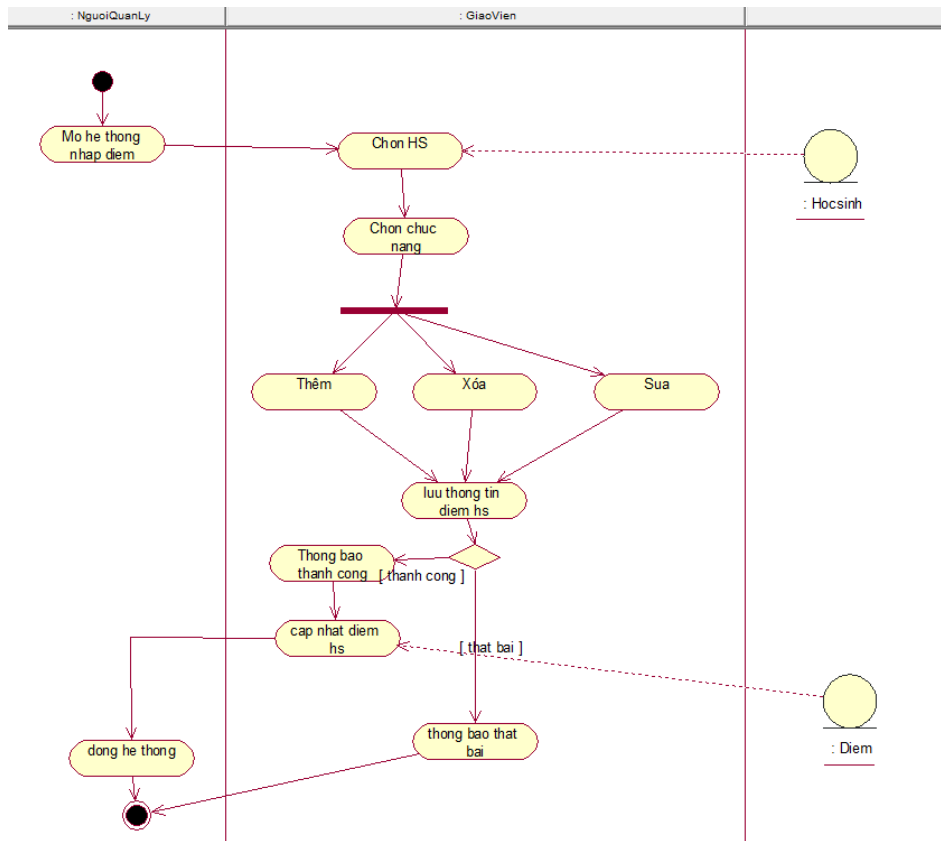 : NguoiQuanLy
: GiaoVien
Mo he thong
nhap diem
Chon HS
: Hocsinh
Chon chuc
nang
Thêm
Xóa
Sua
luu thong tin
diem hs
Thong bao
thanh cong
[ thanh cong ]
cap nhat diem
hs
[ that bai ]
dong he thong
thong bao that
bai
: Diem